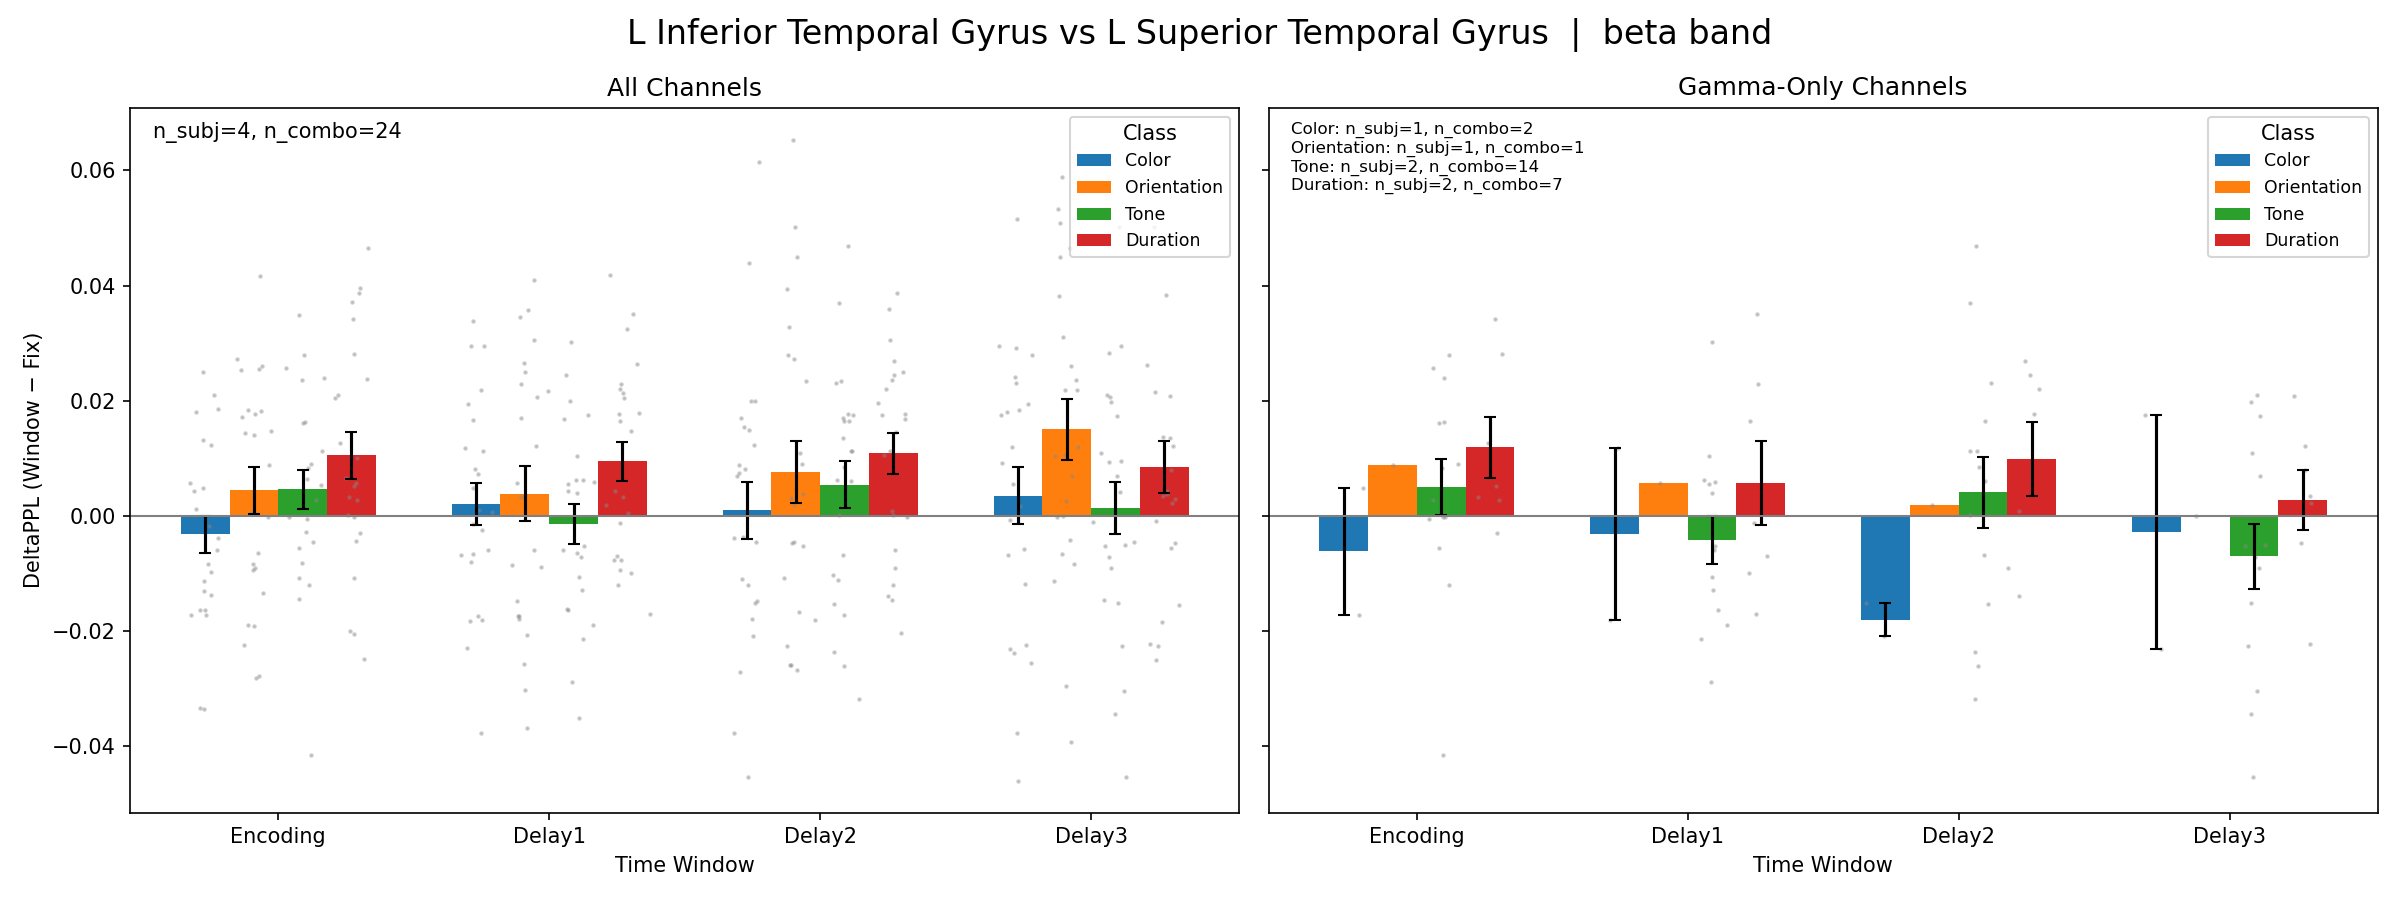 L Inferior Temporal Gyrus vs L Superior Temporal Gyrus | beta band
All Channels
n_subj=4, n_combo=24
Class
Color
Orientation
Tone
Duration
DeltaPPL (Window − Fix)
0.06
0.04
0.02
0.00
−0.02
−0.04
Encoding
Delay1
Delay2
Delay3
Time Window
Gamma-Only Channels
Color: n_subj=1, n_combo=2
Orientation: n_subj=1, n_combo=1
Tone: n_subj=2, n_combo=14
Duration: n_subj=2, n_combo=7
Class
Color
Orientation
Tone
Duration
Encoding
Delay1
Delay2
Delay3
Time Window